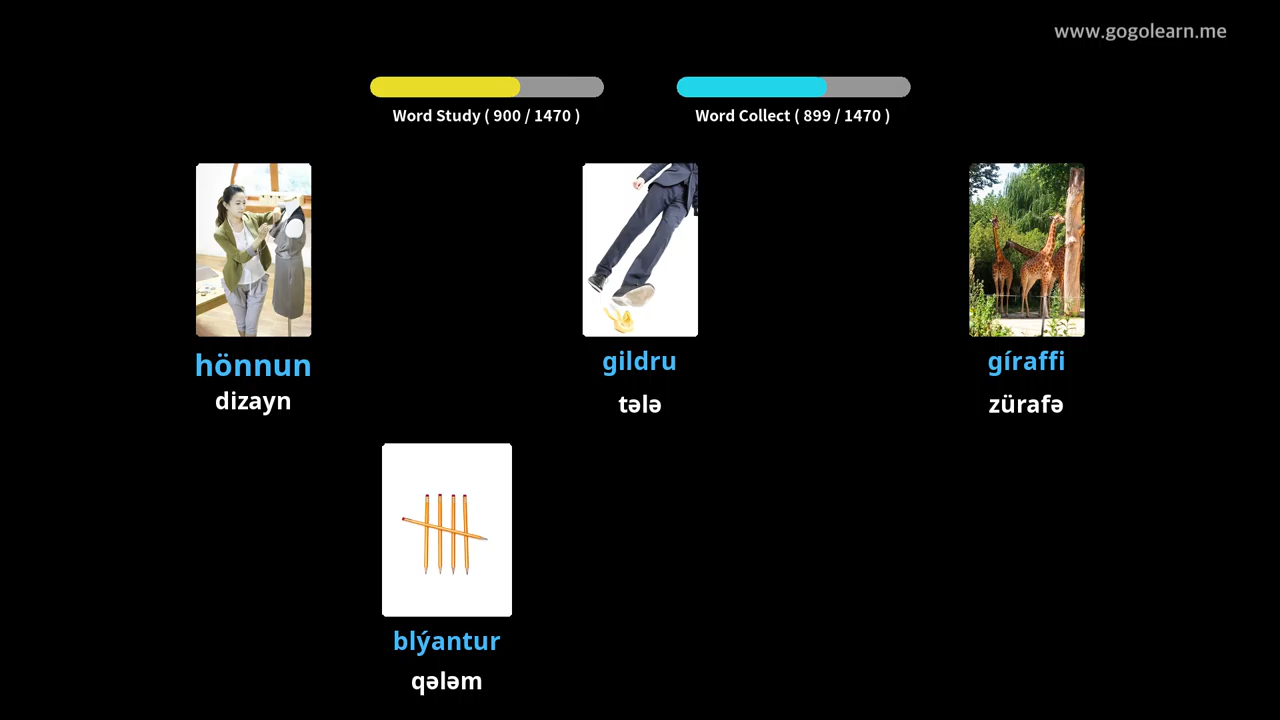 www.gogolearn.me
Word Study ( 900 / 1470 )
Word Collect ( 899 / 1470 )
hönnun
dizayn
gildru
tələ
gíraffi
zürafə
blýantur
qələm